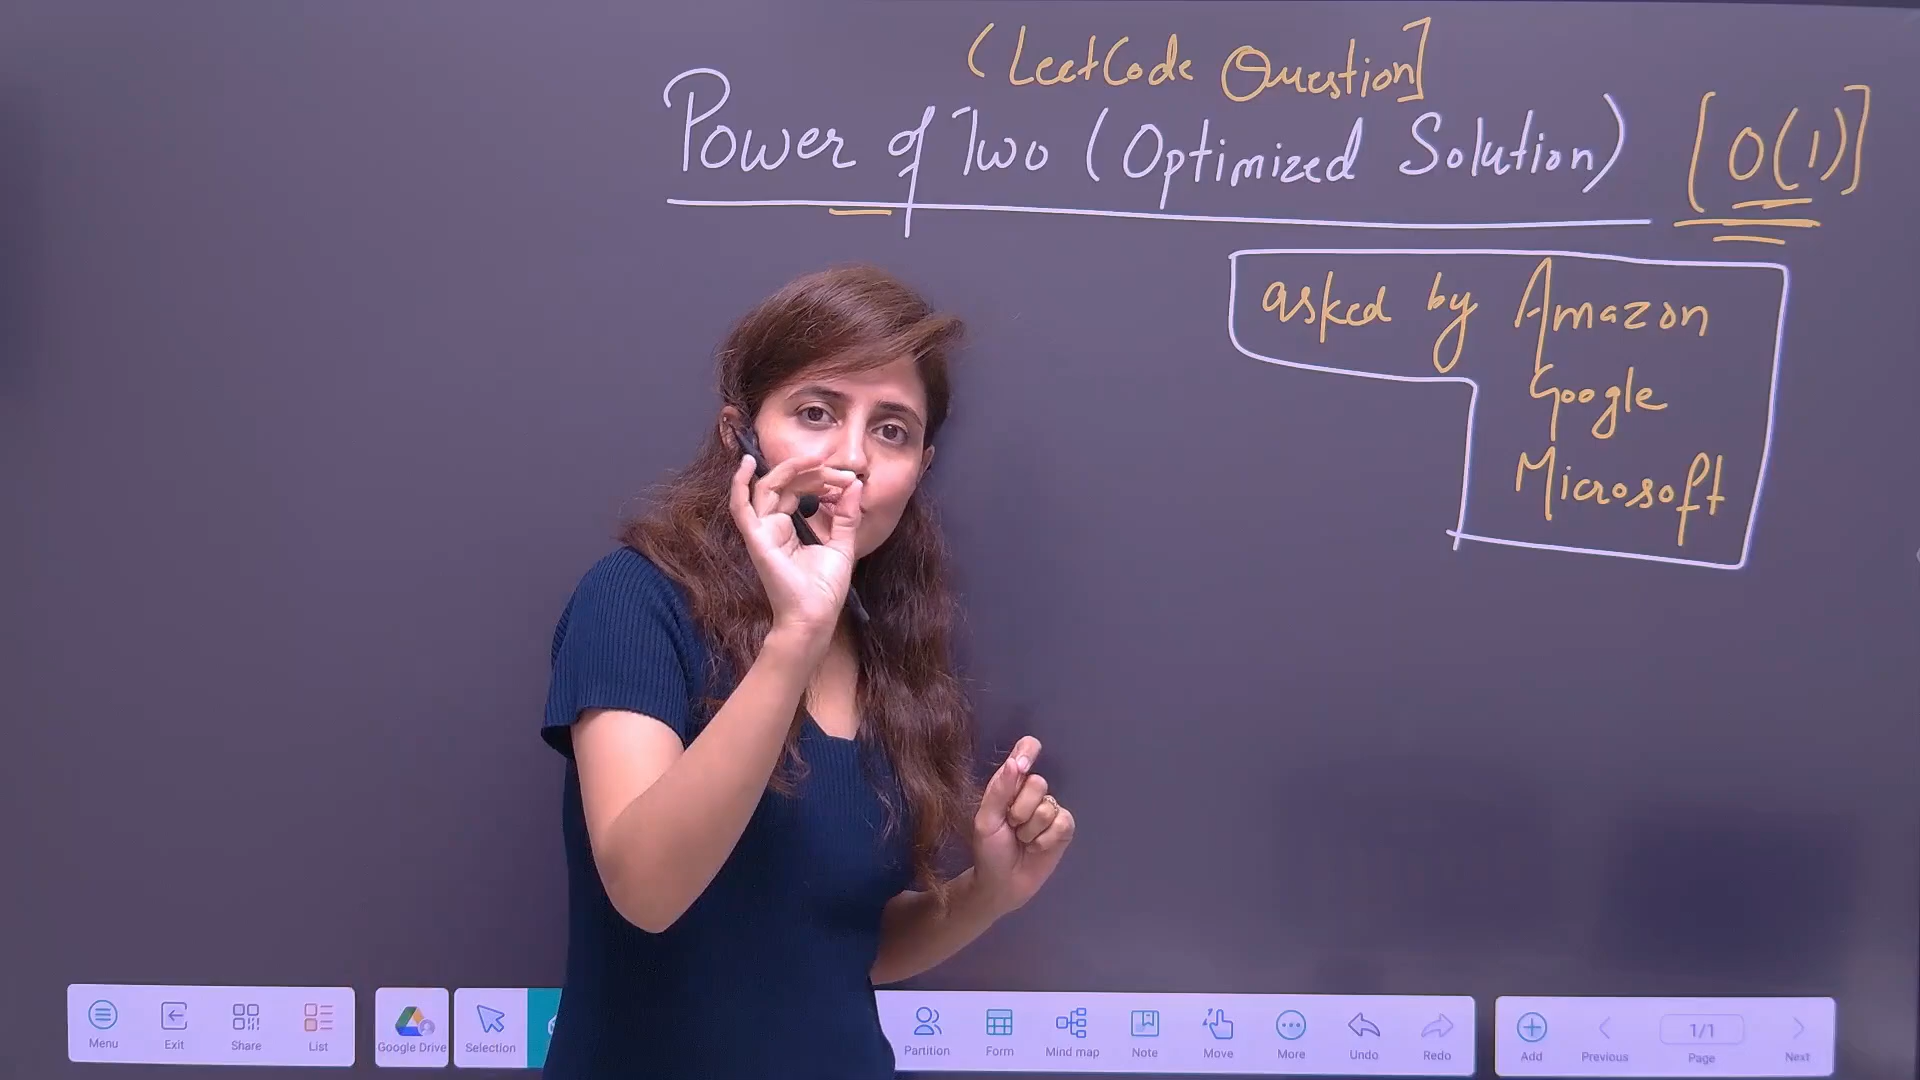 (LeetCode Question]
Power of Two (Optimized Solution) [O(1)]
asked by Amazon
Google
Microsoft
Menu Exit Share List Google Drive Selection Partition Form Mind map Note Move More Undo Redo Add Previous 1/1 Page Next